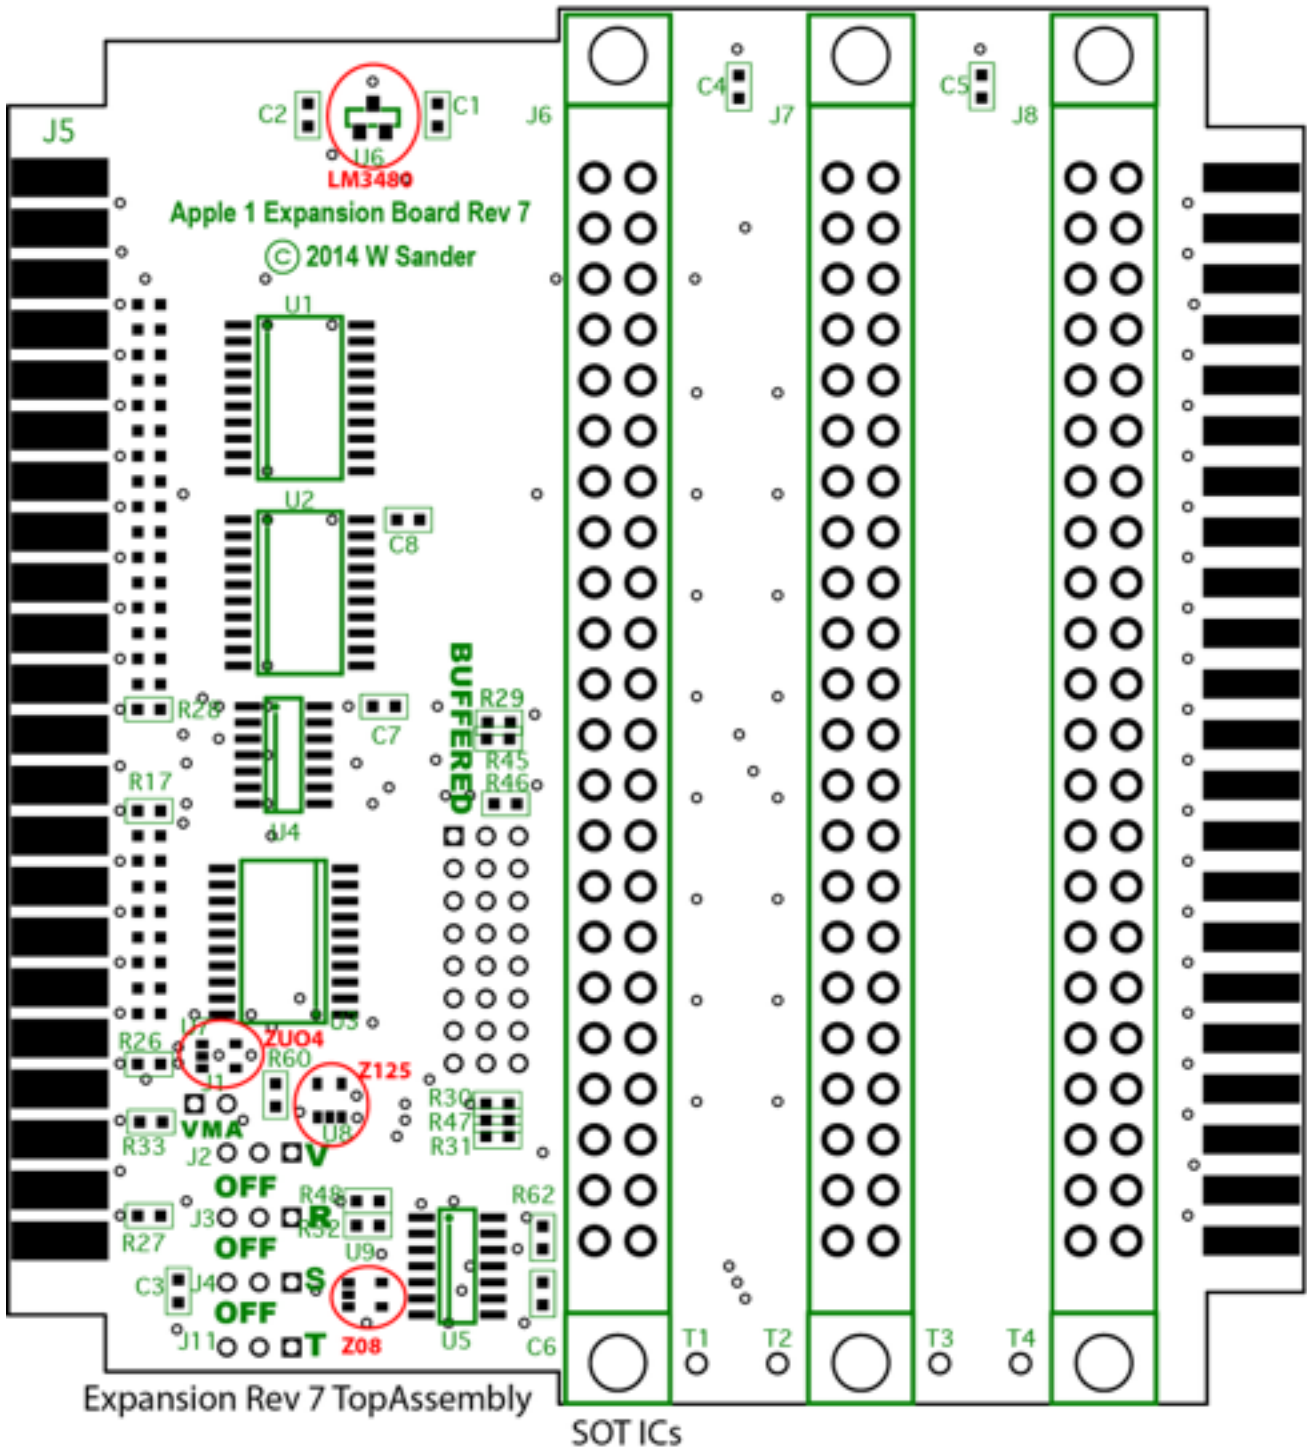 J5
C2
C1
U6
LM3480
J6
C4
J7
C5
J8
Apple 1 Expansion Board Rev 7
© 2014 W Sander
U1
U2
C8
BUFFERED
R28
C7
R29
R45
R46
R17
U4
U3
U7
ZUO4
R26
R60
Z125
J1
R30
R47
R31
VMA
U8
R33
J2
V
OFF
R48
R62
J3
R
R52
R27
OFF
U9
C3
J4
S
OFF
J11
T
Z08
U5
C6
T1
T2
T3
T4
Expansion Rev 7 TopAssembly
SOT ICs